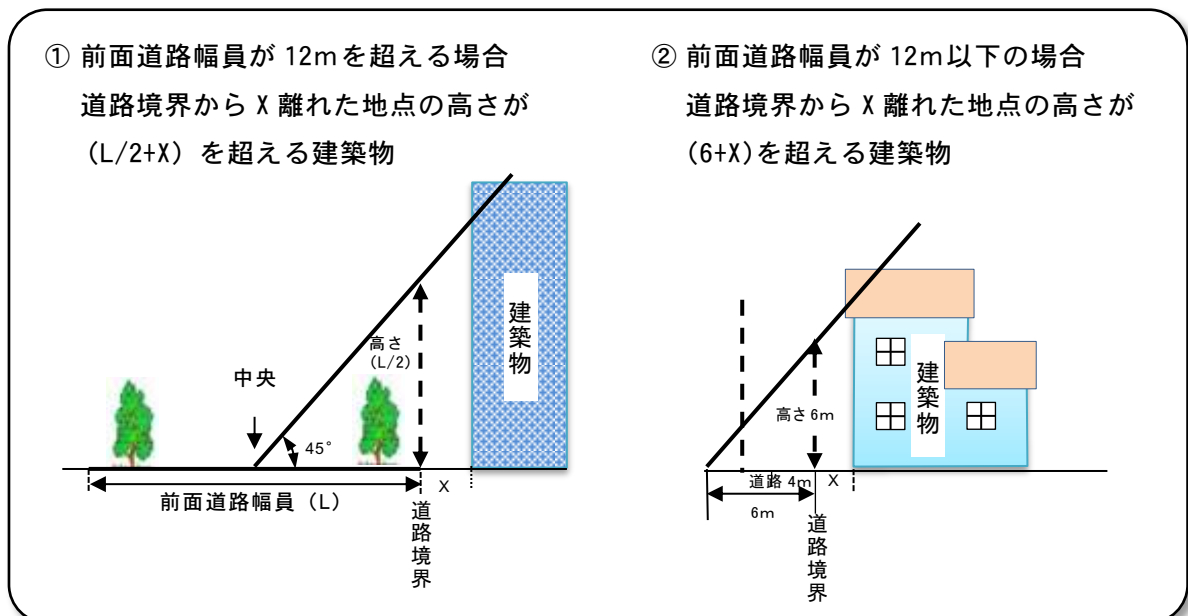 ① 前面道路幅員が 12mを超える場合
道路境界から X 離れた地点の高さが
(L/2+X) を超える建築物
建築物
高さ
(L/2)
中央
45°
X
前面道路幅員 (L)
道路境界
② 前面道路幅員が 12m以下の場合
道路境界から X 離れた地点の高さが
(6+X)を超える建築物
建築物
高さ 6m
道路 4m
X
6m
道路境界